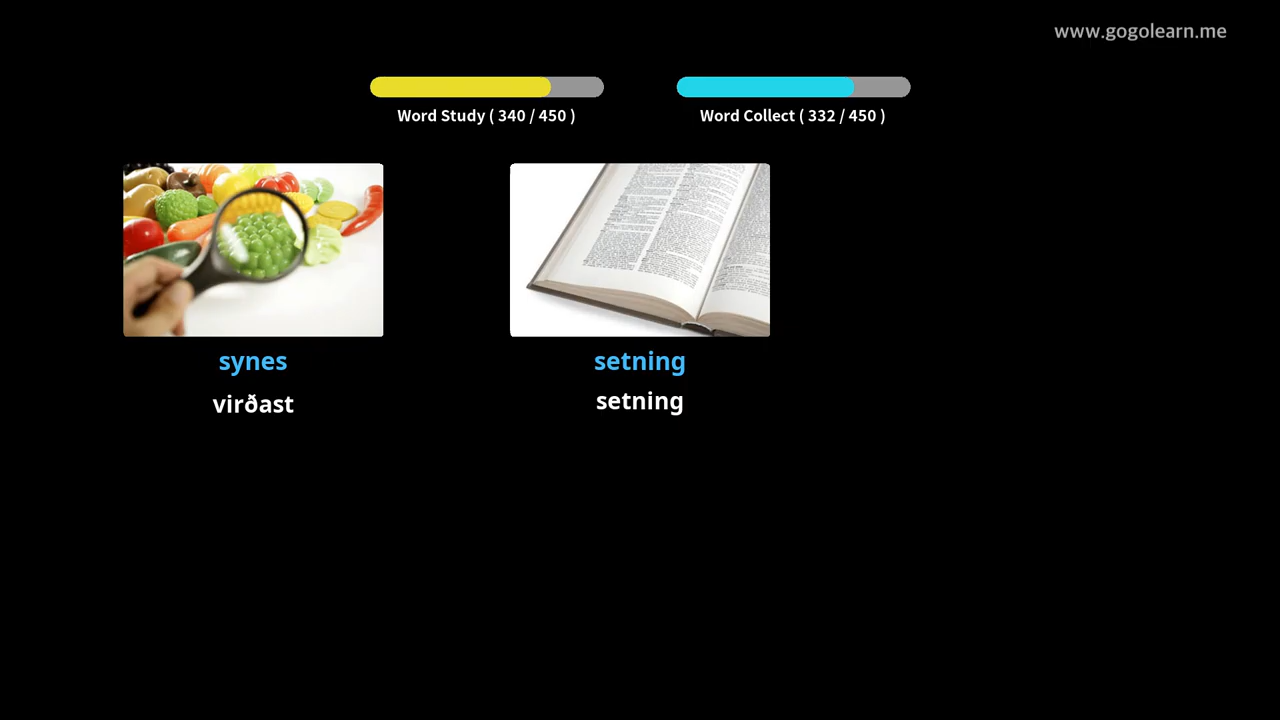 www.gogolearn.me
Word Study ( 340 / 450 )
Word Collect ( 332 / 450 )
synes
virðast
setning
setning